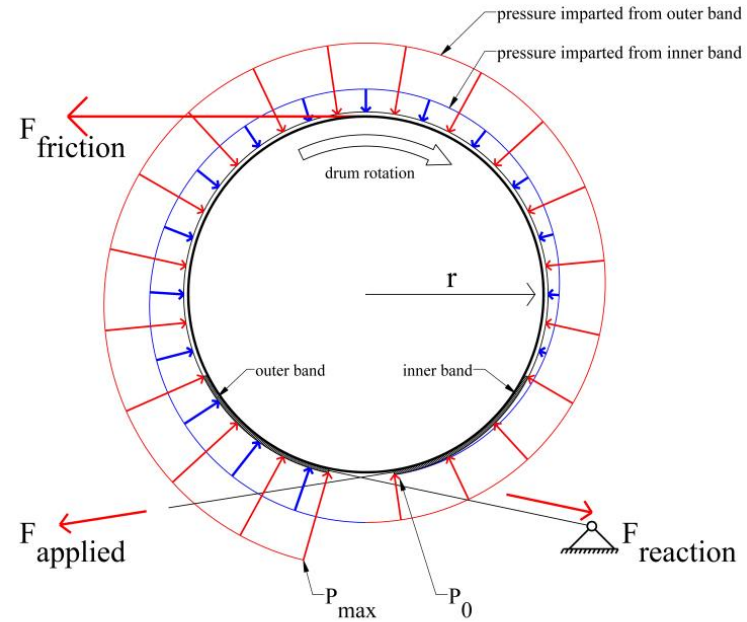 pressure imparted from outer band
pressure imparted from inner band
F friction
drum rotation
r
outer band
inner band
F applied
F reaction
P max
P 0